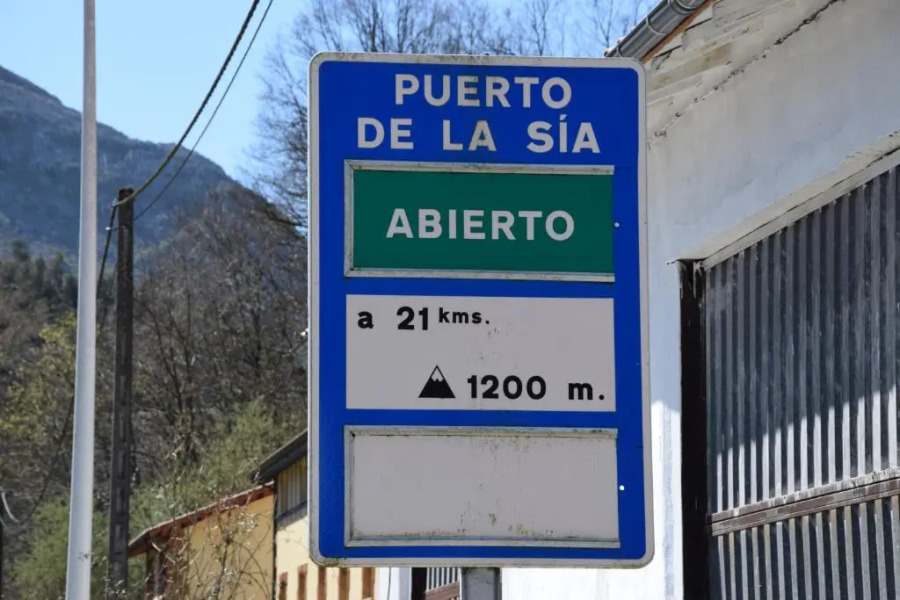 PUERTO
DE LA SÍA
ABIERTO
a 21 kms.
1200 m.